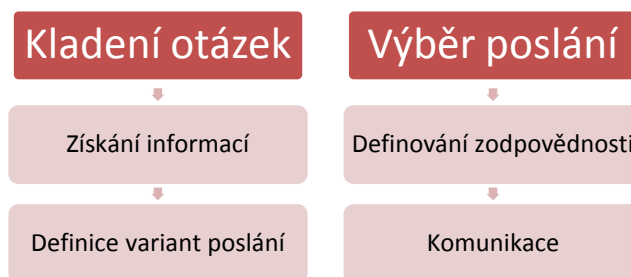 Kladení otázek
Získání informací
Definice variant poslání
Výběr poslání
Definování zodpovědnosti
Komunikace